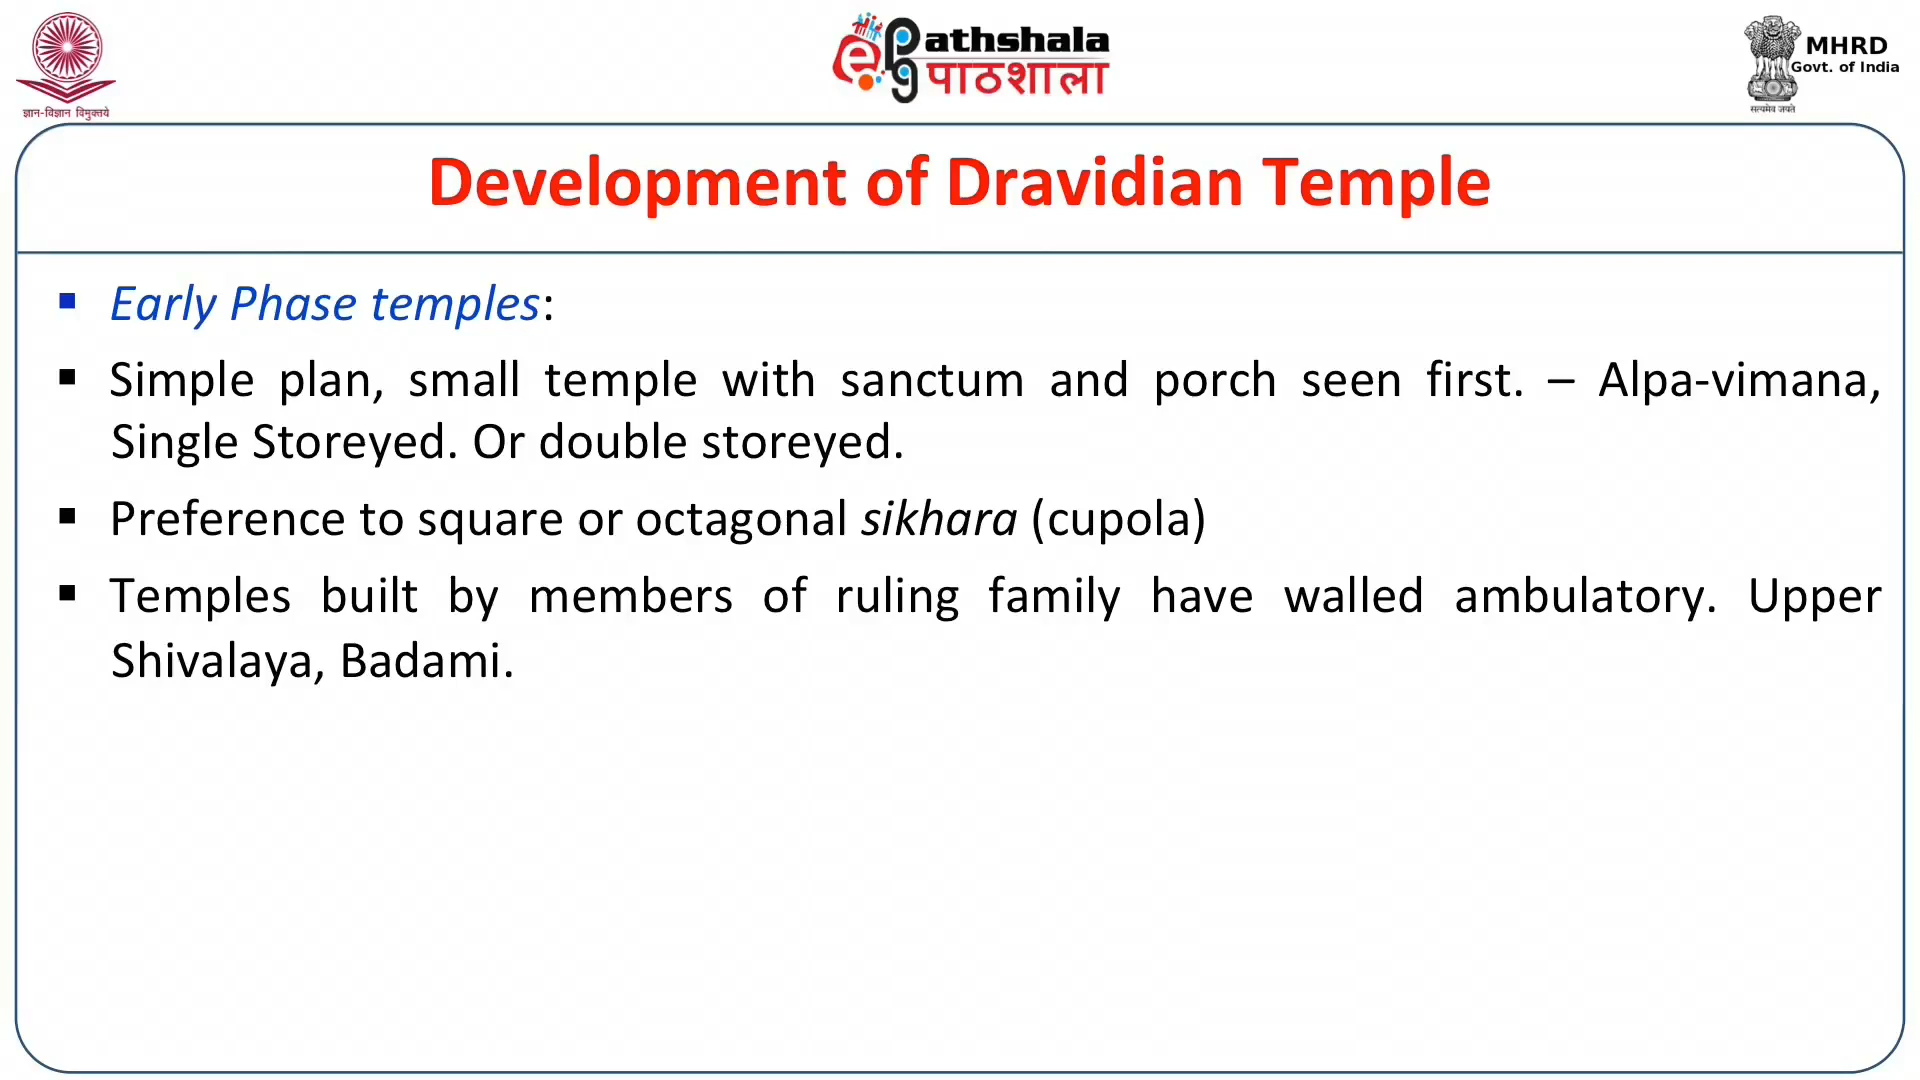 ज्ञान-विज्ञान विमुक्तये
ePathshala
pg पाठशाला
MHRD
Govt. of India
सत्यमेव जयते
Development of Dravidian Temple
▪ Early Phase temples:
▪ Simple plan, small temple with sanctum and porch seen first. – Alpa-vimana,
Single Storeyed. Or double storeyed.
▪ Preference to square or octagonal sikhara (cupola)
▪ Temples built by members of ruling family have walled ambulatory. Upper
Shivalaya, Badami.